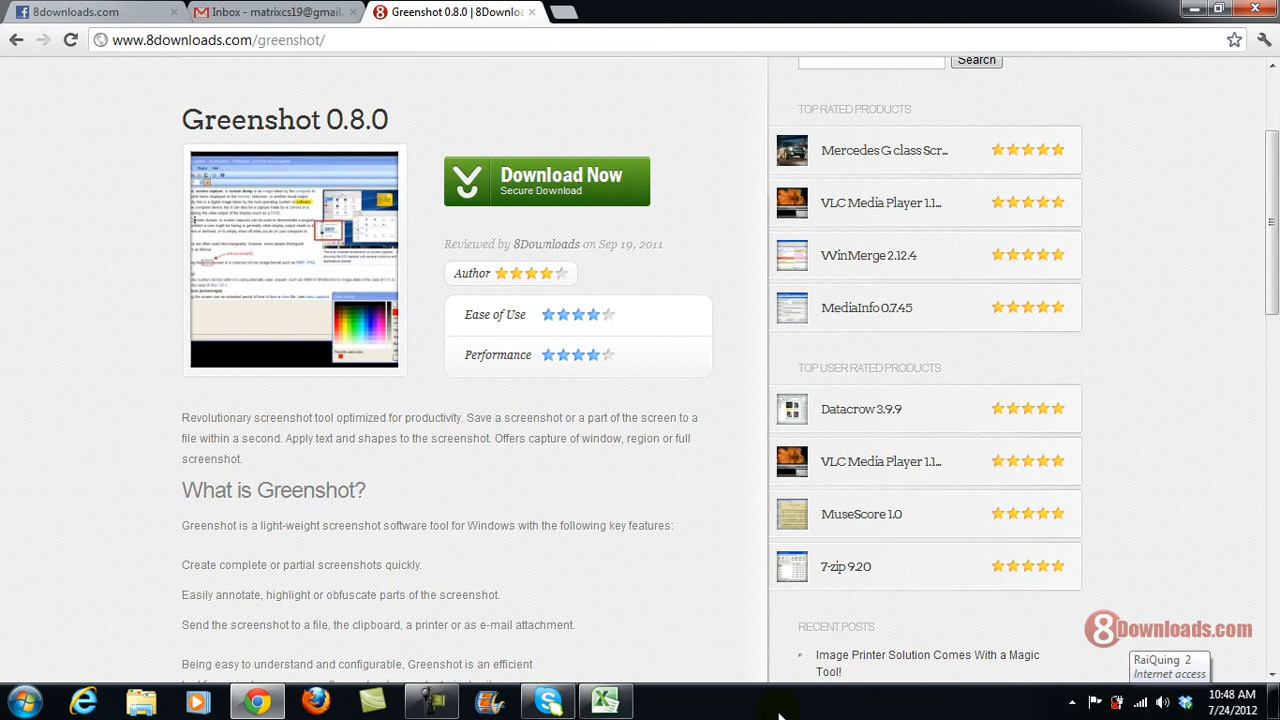 8downloads.com
Inbox - matrixcs19@gmail.
Greenshot 0.8.0 | 8Downloa
www.8downloads.com/greenshot/
Search
Greenshot 0.8.0
Download Now
Secure Download
Reviewed by 8Downloads on Sep 19, 2011
Author
Ease of Use
Performance
Revolutionary screenshot tool optimized for productivity. Save a screenshot or a part of the screen to a
file within a second. Apply text and shapes to the screenshot. Offers capture of window, region or full
screenshot.
What is Greenshot?
Greenshot is a light-weight screenshot software tool for Windows with the following key features:
Create complete or partial screenshots quickly.
Easily annotate, highlight or obfuscate parts of the screenshot.
Send the screenshot to a file, the clipboard, a printer or as e-mail attachment.
Being easy to understand and configurable, Greenshot is an efficient
TOP RATED PRODUCTS
Mercedes G class Scr...
VLC Media Player 1.1...
WinMerge 2.12.4
MediaInfo 0.7.45
TOP USER RATED PRODUCTS
Datacrow 3.9.9
VLC Media Player 1.1...
MuseScore 1.0
7-zip 9.20
RECENT POSTS
Image Printer Solution Comes With a Magic
Tool!
8Downloads.com
RaiQuing 2
Internet access
10:48 AM
7/24/2012